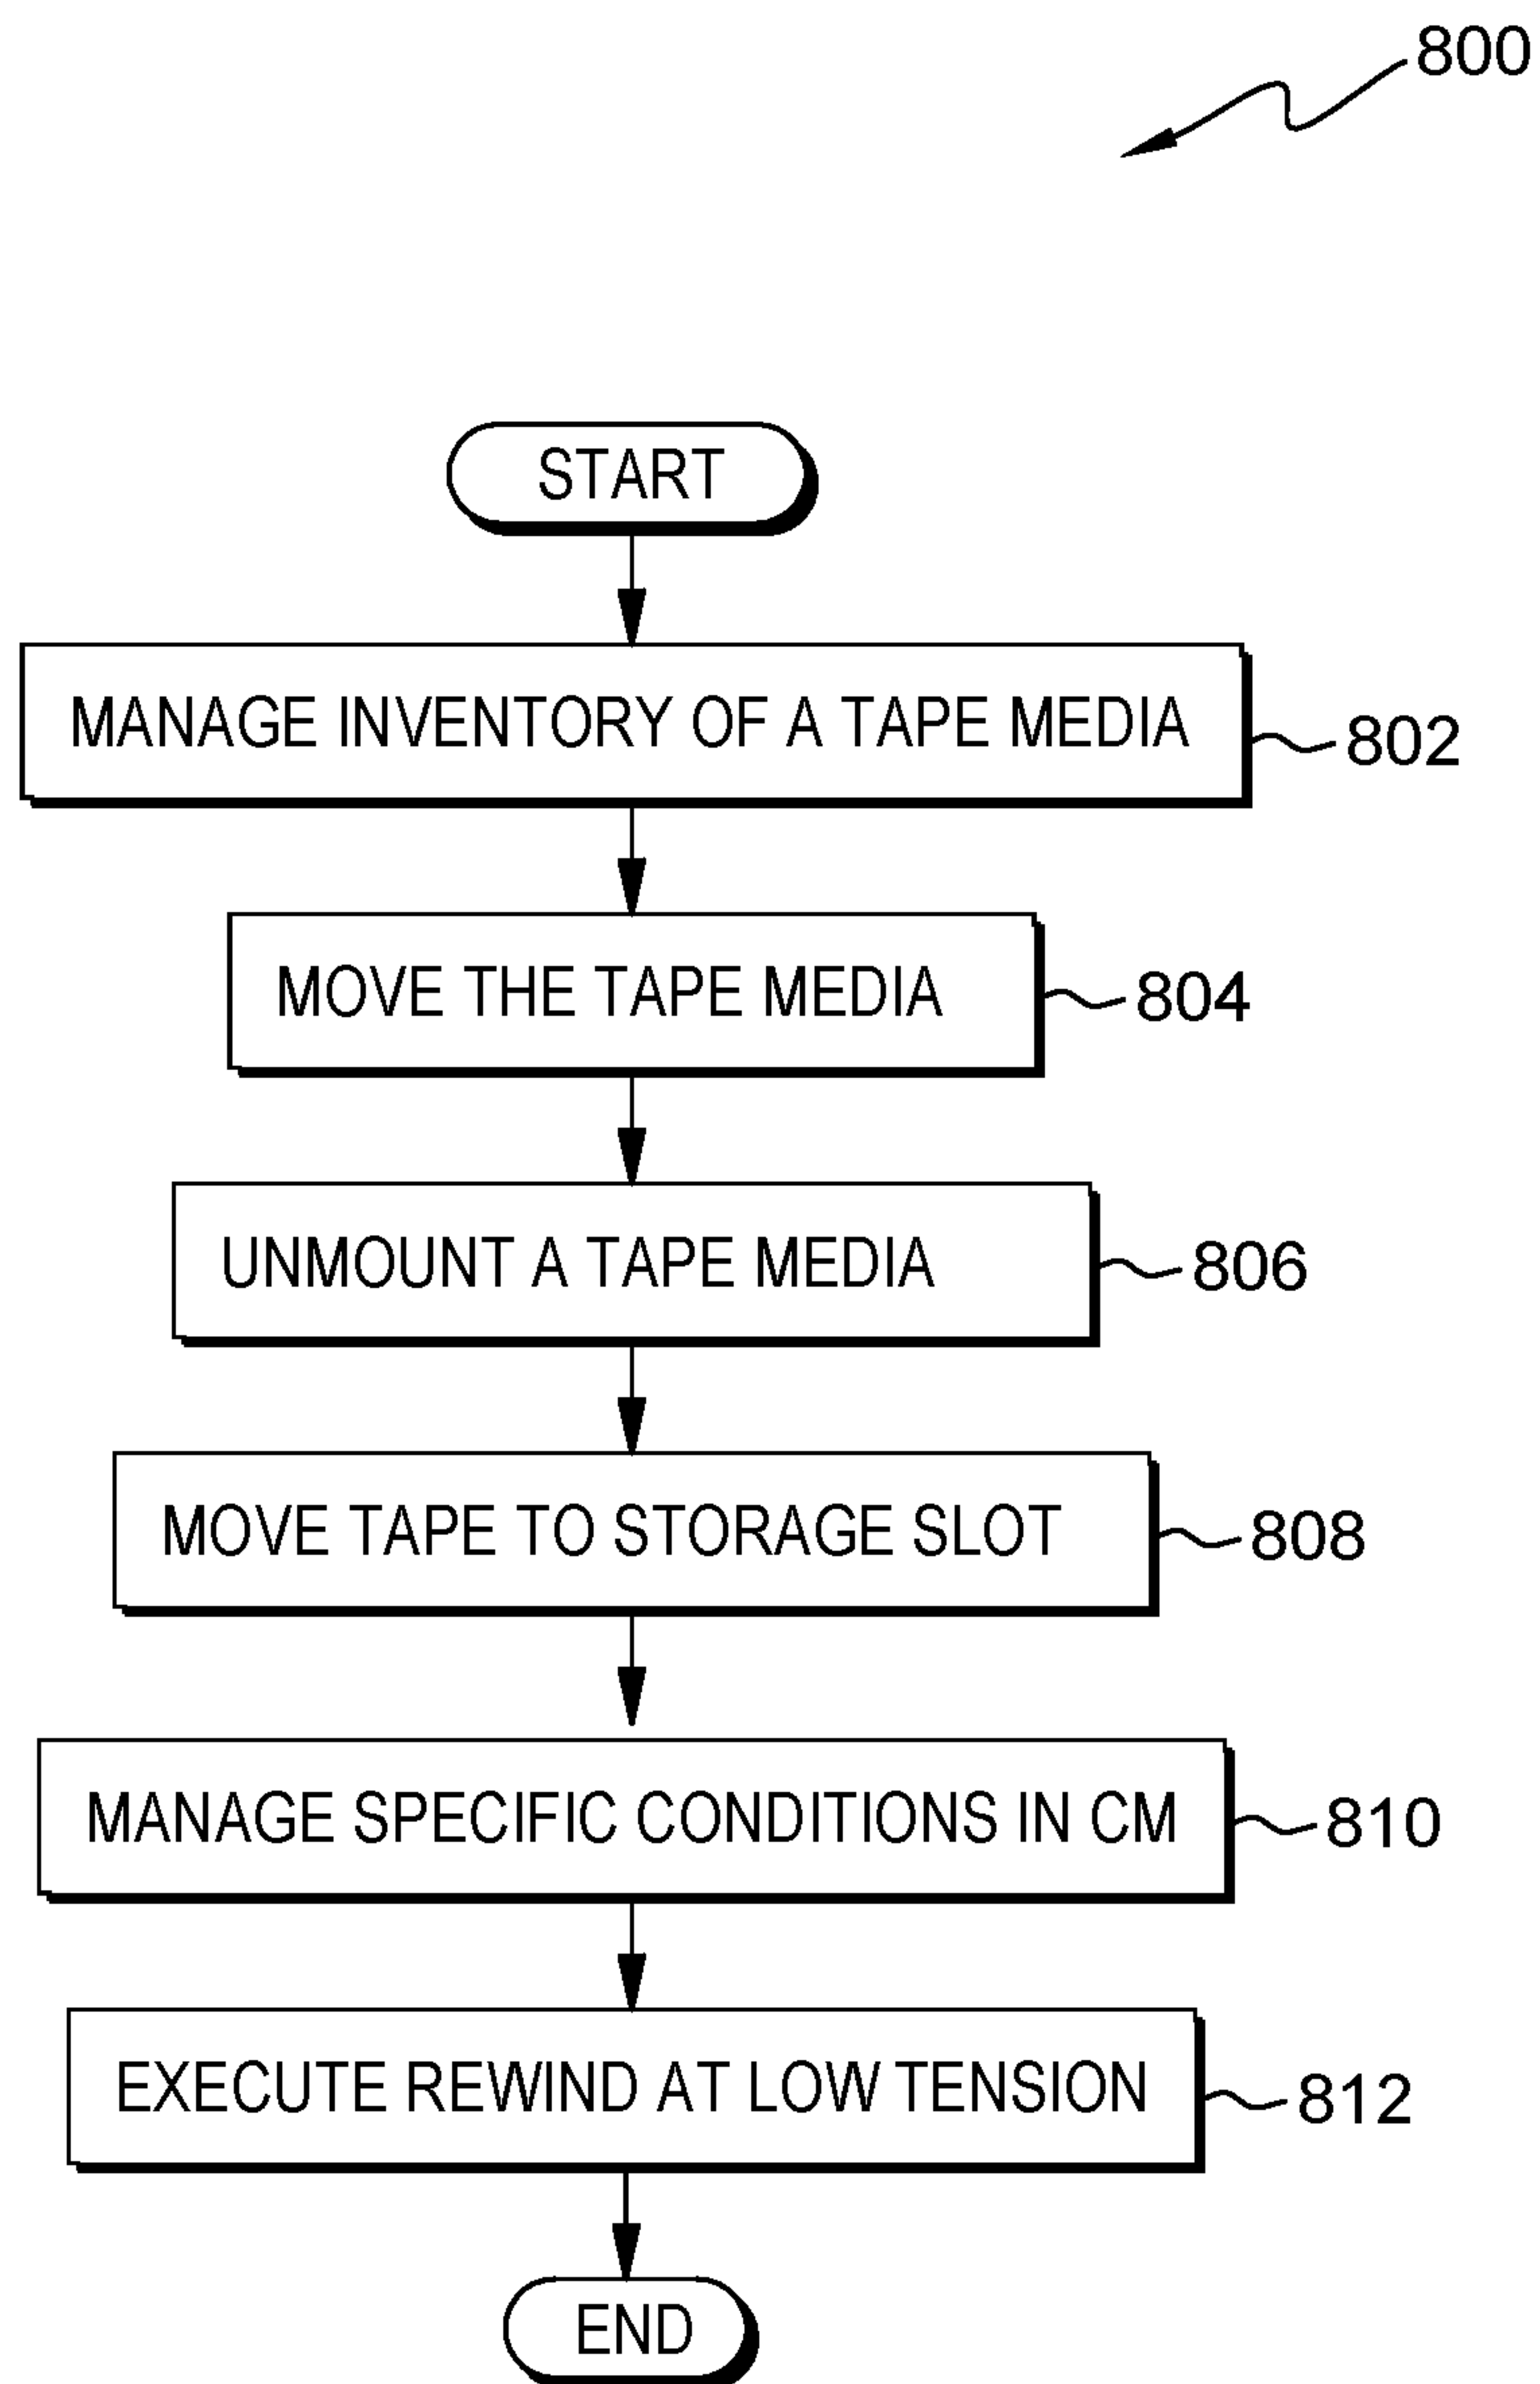 800
START
MANAGE INVENTORY OF A TAPE MEDIA
802
MOVE THE TAPE MEDIA
804
UNMOUNT A TAPE MEDIA
806
MOVE TAPE TO STORAGE SLOT
808
MANAGE SPECIFIC CONDITIONS IN CM
810
EXECUTE REWIND AT LOW TENSION
812
END